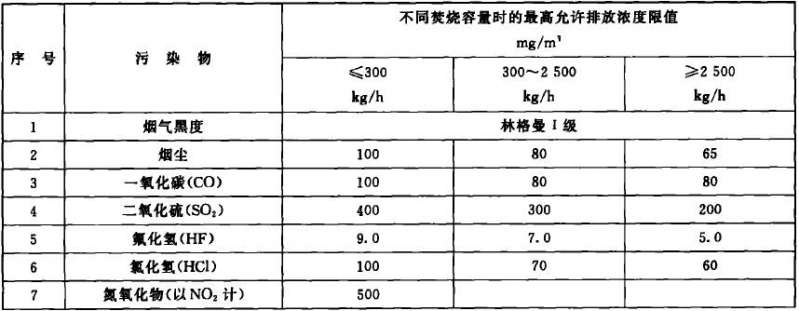 序 号 污 染 物 不同焚烧容量时的最高允许排放浓度限值
mg/m³
≤300 300～2 500 ≥2 500
kg/h kg/h kg/h
1 烟气黑度 林格曼 I 级
2 烟尘 100 80 65
3 一氧化碳(CO) 100 80 80
4 二氧化硫(SO₂) 400 300 200
5 氟化氢(HF) 9.0 7.0 5.0
6 氯化氢(HCl) 100 70 60
7 氮氧化物(以 NO₂ 计) 500